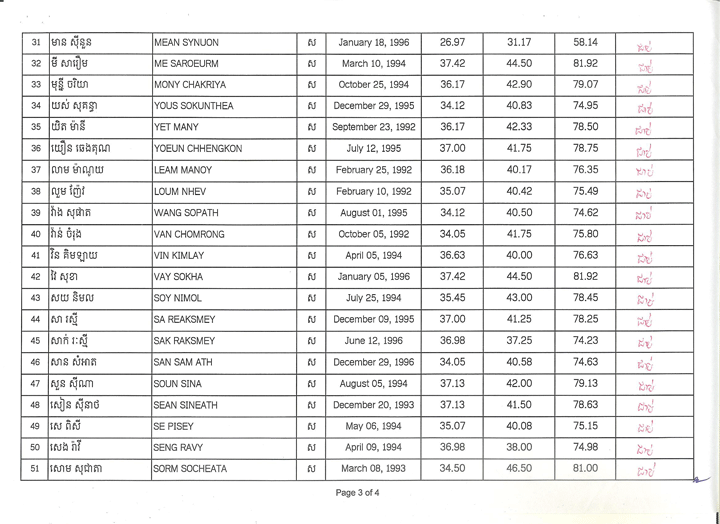 31 មាន ស៊ីនួន MEAN SYNUON ស January 18, 1996 26.97 31.17 58.14 ជាប់
32 មី សារឿម ME SAROEURM ស March 10, 1994 37.42 44.50 81.92 ជាប់
33 មុន្នី ចរិយា MONY CHAKRIYA ស October 25, 1994 36.17 42.90 79.07 ជាប់
34 យស់ សុគន្ធា YOUS SOKUNTHEA ស December 29, 1995 34.12 40.83 74.95 ជាប់
35 យិត ម៉ានី YET MANY ស September 23, 1992 36.17 42.33 78.50 ជាប់
36 យឿន ឆេងគុណ YOEUN CHHENGKON ស July 12, 1995 37.00 41.75 78.75 ជាប់
37 លាម ម៉ាណូយ LEAM MANOY ស February 25, 1992 36.18 40.17 76.35 ជាប់
38 លួម ញ៉ែវ LOUM NHEV ស February 10, 1992 35.07 40.42 75.49 ជាប់
39 វ៉ាង សុផាត WANG SOPATH ស August 01, 1995 34.12 40.50 74.62 ជាប់
40 វ៉ាន់ ចំរុង VAN CHOMRONG ស October 05, 1992 34.05 41.75 75.80 ជាប់
41 វិន គិមឡាយ VIN KIMLAY ស April 05, 1994 36.63 40.00 76.63 ជាប់
42 វៃ សុខា VAY SOKHA ស January 05, 1996 37.42 44.50 81.92 ជាប់
43 សយ និមល SOY NIMOL ស July 25, 1994 35.45 43.00 78.45 ជាប់
44 សា រស្មី SA REAKSMEY ស December 09, 1995 37.00 41.25 78.25 ជាប់
45 សាក់ រៈស្មី SAK RAKSMEY ស June 12, 1996 36.98 37.25 74.23 ជាប់
46 សាន សំអាត SAN SAM ATH ស December 29, 1996 34.05 40.58 74.63 ជាប់
47 សួន ស៊ីណា SOUN SINA ស August 05, 1994 37.13 42.00 79.13 ជាប់
48 សៀន ស៊ីនាថ SEAN SINEATH ស December 20, 1993 37.13 41.50 78.63 ជាប់
49 សេ ពិសី SE PISEY ស May 06, 1994 35.07 40.08 75.15 ជាប់
50 សេង រ៉ាវី SENG RAVY ស April 09, 1994 36.98 38.00 74.98 ជាប់
51 សោម សុជាតា SORM SOCHEATA ស March 08, 1993 34.50 46.50 81.00 ជាប់
Page 3 of 4